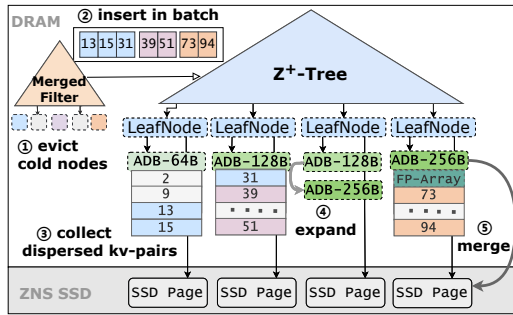 DRAM
② insert in batch
13 15 31 39 51 73 94
Merged
Filter
Z+-Tree
① evict
cold nodes
LeafNode LeafNode LeafNode LeafNode
ADB-64B ADB-128B ADB-128B ADB-256B
2 31 ADB-256B FP-Array
9 39 73
13 . . . . . . . .
15 51 94
③ collect
dispersed kv-pairs
④
expand
⑤
merge
ZNS SSD
SSD Page SSD Page SSD Page SSD Page